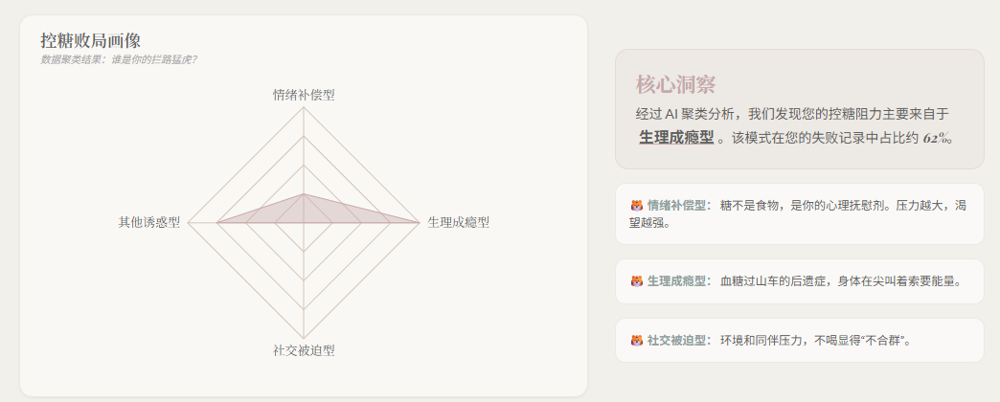 控糖败局画像
数据聚类结果：谁是你的拦路猛虎？
情绪补偿型
其他诱惑型
生理成瘾型
社交被迫型
核心洞察
经过 AI 聚类分析，我们发现您的控糖阻力主要来自于
生理成瘾型 。该模式在您的失败记录中占比约 62%。
🐯 情绪补偿型： 糖不是食物，是你的心理抚慰剂。压力越大，渴
望越强。
🐯 生理成瘾型： 血糖过山车的后遗症，身体在尖叫着索要能量。
🐯 社交被迫型： 环境和同伴压力，不喝显得“不合群”。